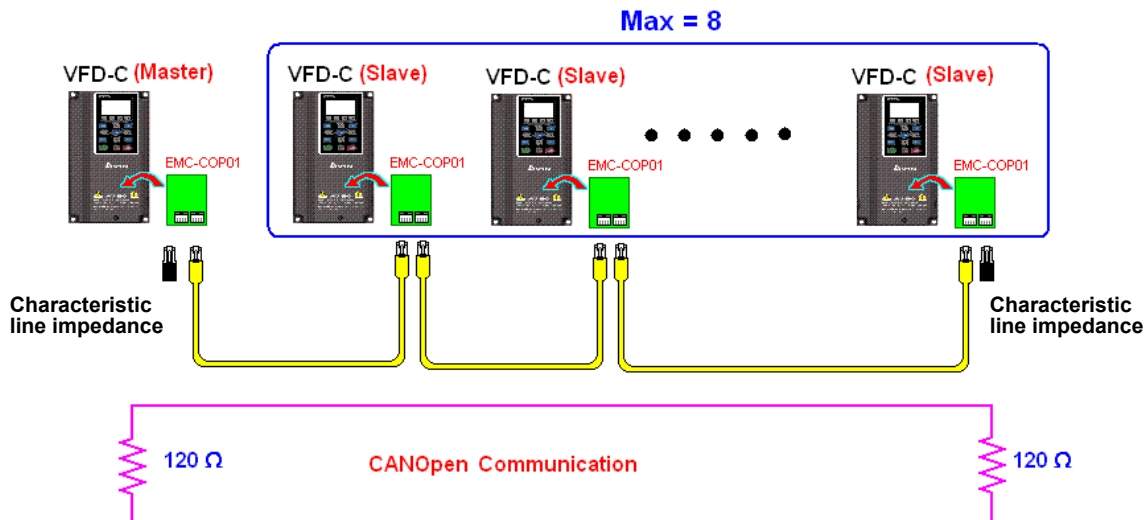 Max = 8
VFD-C (Master)
VFD-C (Slave)
VFD-C (Slave)
VFD-C (Slave)
EMC-COP01
EMC-COP01
EMC-COP01
EMC-COP01
Characteristic
line impedance
Characteristic
line impedance
120 Ω
CANOpen Communication
120 Ω